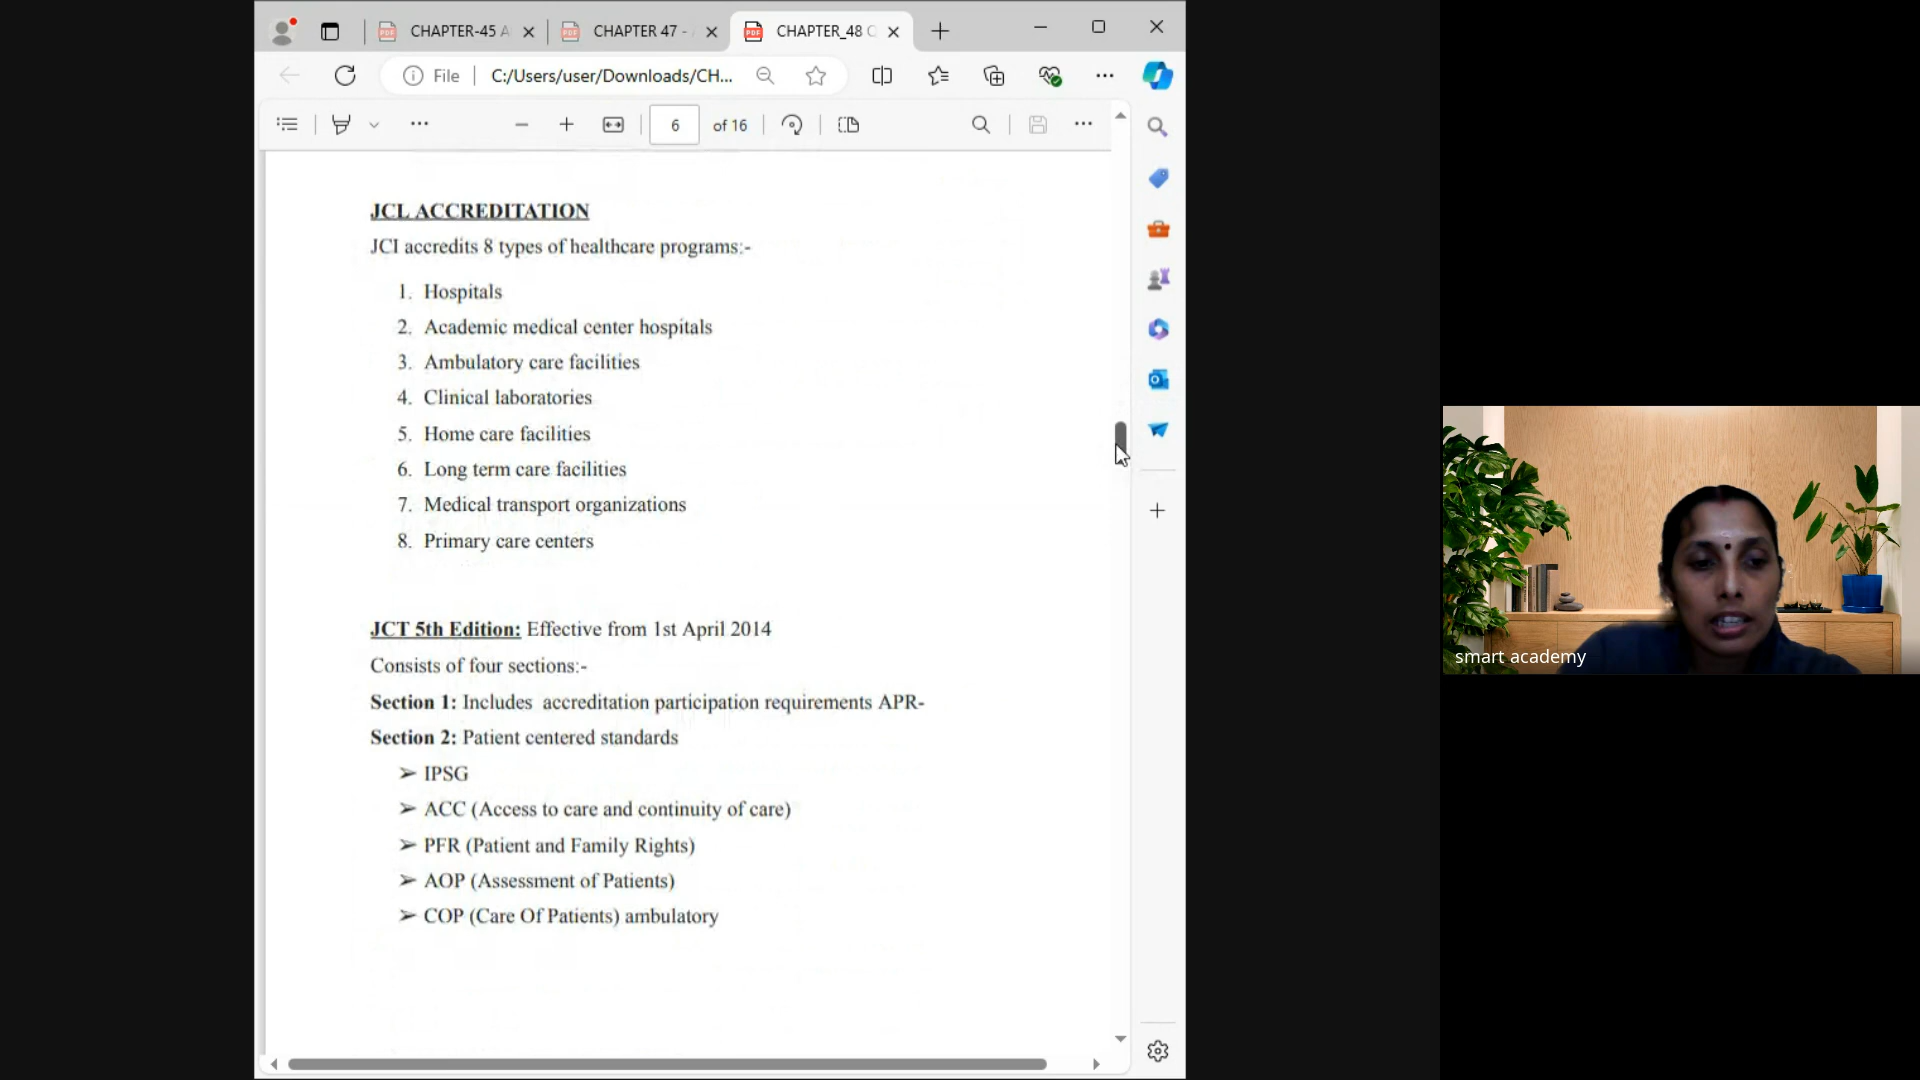 CHAPTER-45 A
CHAPTER 47 -
CHAPTER_48 C
File
C:/Users/user/Downloads/CH...
6
of 16
JCL ACCREDITATION
JCI accredits 8 types of healthcare programs:-
1. Hospitals
2. Academic medical center hospitals
3. Ambulatory care facilities
4. Clinical laboratories
5. Home care facilities
6. Long term care facilities
7. Medical transport organizations
8. Primary care centers
JCT 5th Edition: Effective from 1st April 2014
Consists of four sections:-
Section 1: Includes accreditation participation requirements APR-
Section 2: Patient centered standards
➢ IPSG
➢ ACC (Access to care and continuity of care)
➢ PFR (Patient and Family Rights)
➢ AOP (Assessment of Patients)
➢ COP (Care Of Patients) ambulatory
smart academy